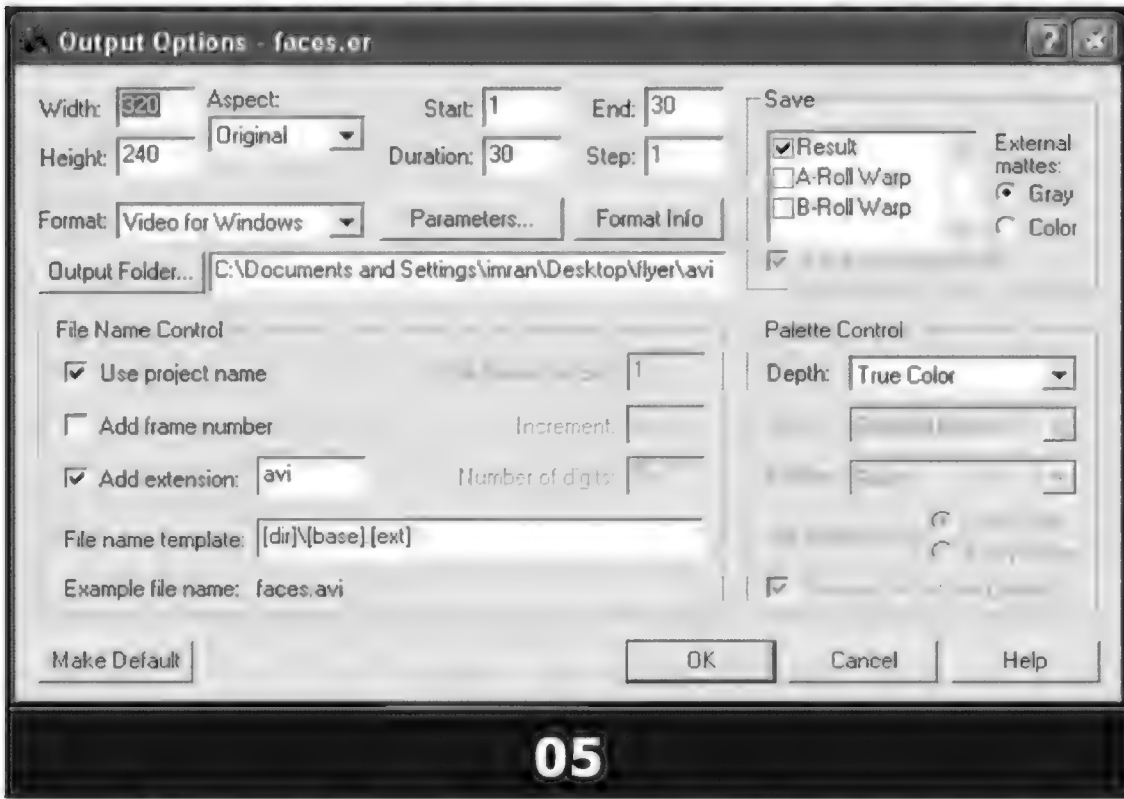 Output Options - faces.er
Width: 320
Aspect:
Original
Height: 240
Start: 1
End: 30
Duration: 30
Step: 1
Format: Video for Windows
Parameters...
Format Info
Output Folder...
C:\Documents and Settings\imran\Desktop\flyer\avi
Save
Result
A-Roll Warp
B-Roll Warp
External
mattes:
Gray
Color
File Name Control
Use project name
1
Add frame number
Increment:
Add extension: avi
Number of digits:
File name template: [dir]\[base].[ext]
Example file name: faces.avi
Palette Control
Depth: True Color
Make Default
OK
Cancel
Help
05